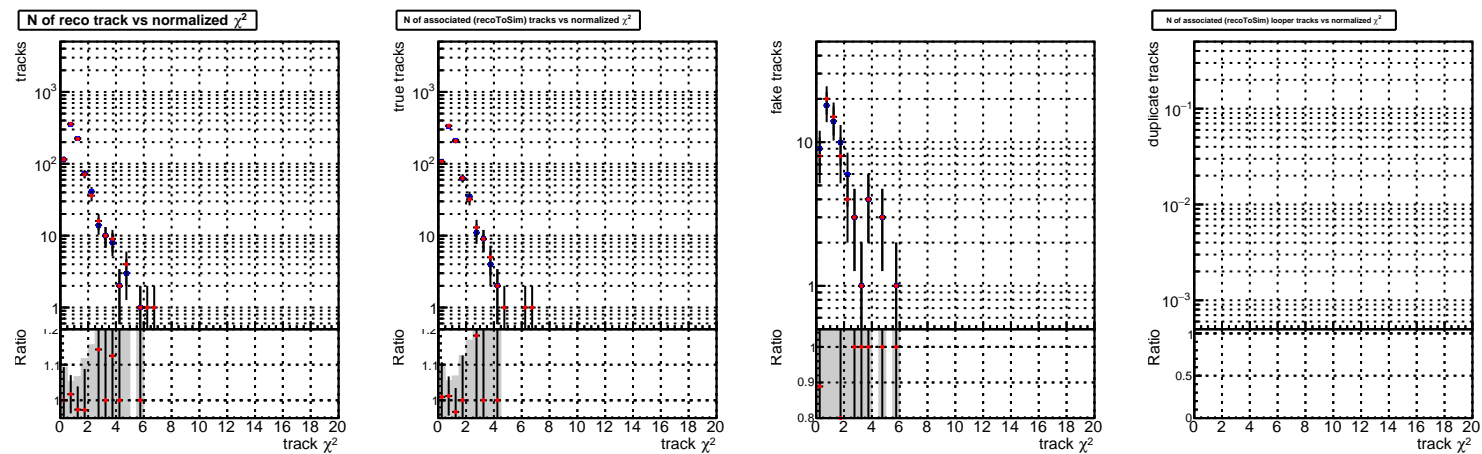 N of reco track vs normalized χ²
tracks
10³
10²
10
1
Ratio
1.2
1.1
1
0 2 4 6 8 10 12 14 16 18 20
track χ²
N of associated (recoToSim) tracks vs normalized χ²
true tracks
10³
10²
10
1
Ratio
1.2
1.1
1
0 2 4 6 8 10 12 14 16 18 20
track χ²
fake tracks
10
1
Ratio
1
0.9
0.8
0 2 4 6 8 10 12 14 16 18 20
track χ²
N of associated (recoToSim) looper tracks vs normalized χ²
duplicate tracks
10⁻¹
10⁻²
10⁻³
Ratio
1
0.5
0
0 2 4 6 8 10 12 14 16 18 20
track χ²